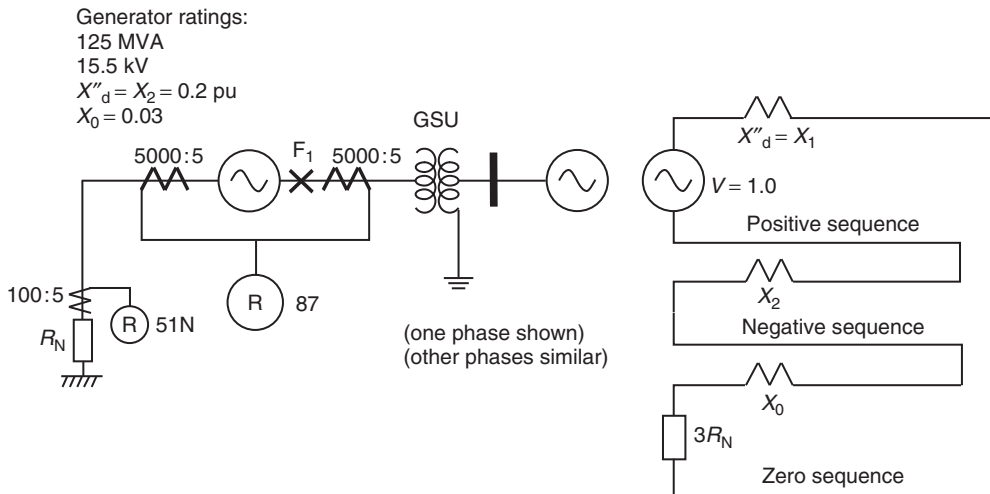 Generator ratings:
125 MVA
15.5 kV
X″d = X2 = 0.2 pu
X0 = 0.03
5000:5
F1
5000:5
GSU
100:5
R
51N
RN
R
87
(one phase shown)
(other phases similar)
X″d = X1
V = 1.0
Positive sequence
X2
Negative sequence
X0
3RN
Zero sequence